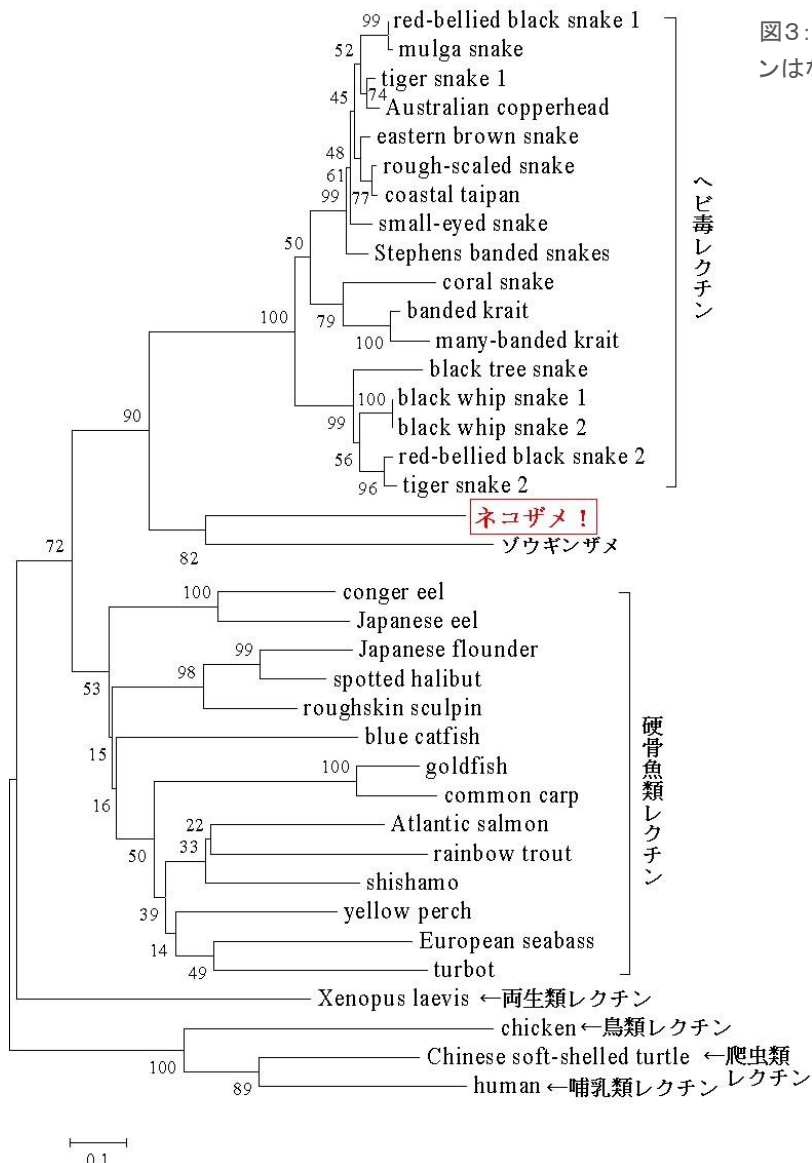 図3:
ンは
99 red-bellied black snake 1
mulga snake
52
tiger snake 1
74
Australian copperhead
45
eastern brown snake
48
rough-scaled snake
61
coastal taipan
77
99
small-eyed snake
Stephens banded snakes
50
coral snake
79
banded krait
100
many-banded krait
100
black tree snake
100 black whip snake 1
black whip snake 2
99
red-bellied black snake 2
56
96 tiger snake 2
ヘビ毒レクチン
90
ネコザメ!
ゾウギンザメ
82
72
100 conger eel
Japanese eel
99 Japanese flounder
98
spotted halibut
53
roughskin sculpin
blue catfish
15
100 goldfish
16
common carp
22 Atlantic salmon
33
rainbow trout
50
shishamo
39 yellow perch
14
European seabass
49 turbot
硬骨魚類レクチン
Xenopus laevis ←両生類レクチン
chicken←鳥類レクチン
100
Chinese soft-shelled turtle ←爬虫類
レクチン
89
human←哺乳類レクチン
0.1